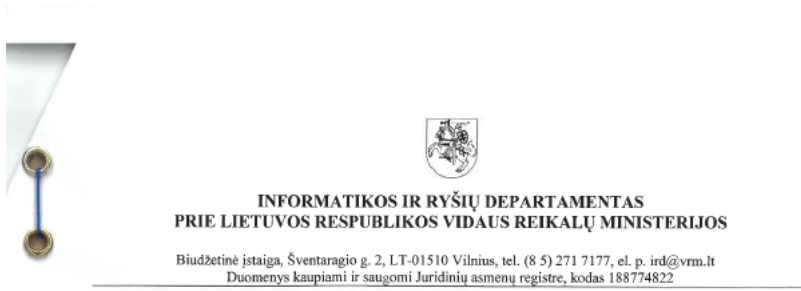 INFORMATIKOS IR RYŠIŲ DEPARTAMENTAS
PRIE LIETUVOS RESPUBLIKOS VIDAUS REIKALŲ MINISTERIJOS
Biudžetinė įstaiga, Šventaragio g. 2, LT-01510 Vilnius, tel. (8 5) 271 7177, el. p. ird@vrm.lt
Duomenys kaupiami ir saugomi Juridinių asmenų registre, kodas 188774822